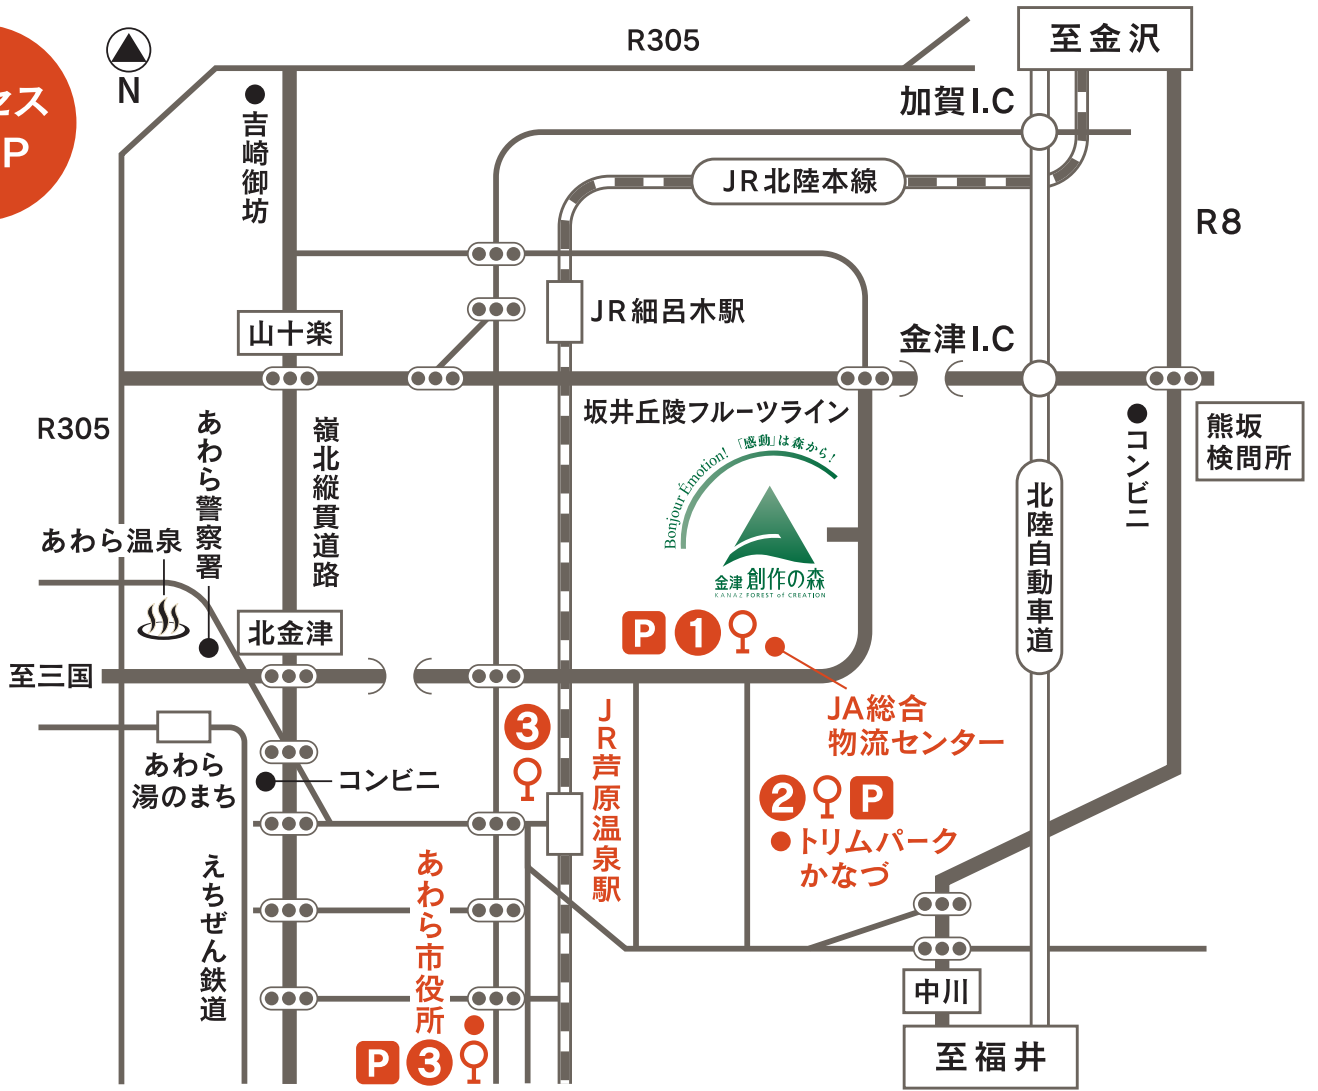 セス
P
N
R305
至金沢
加賀I.C
吉崎御坊
JR北陸本線
R8
JR細呂木駅
山十楽
金津I.C
R305
坂井丘陵フルーツライン
熊坂
検問所
コンビニ
あわら警察署
嶺北縦貫道路
Bonjour Émotion! 「感動」は森から!
金津 創作の森
KANAZ FOREST of CREATION
北陸自動車道
あわら温泉
北金津
P 1
至三国
JA総合
物流センター
3
JR芦原温泉駅
あわら
湯のまち
コンビニ
2 P
トリムパーク
かなづ
えちぜん鉄道
あわら市役所
P 3
中川
至福井